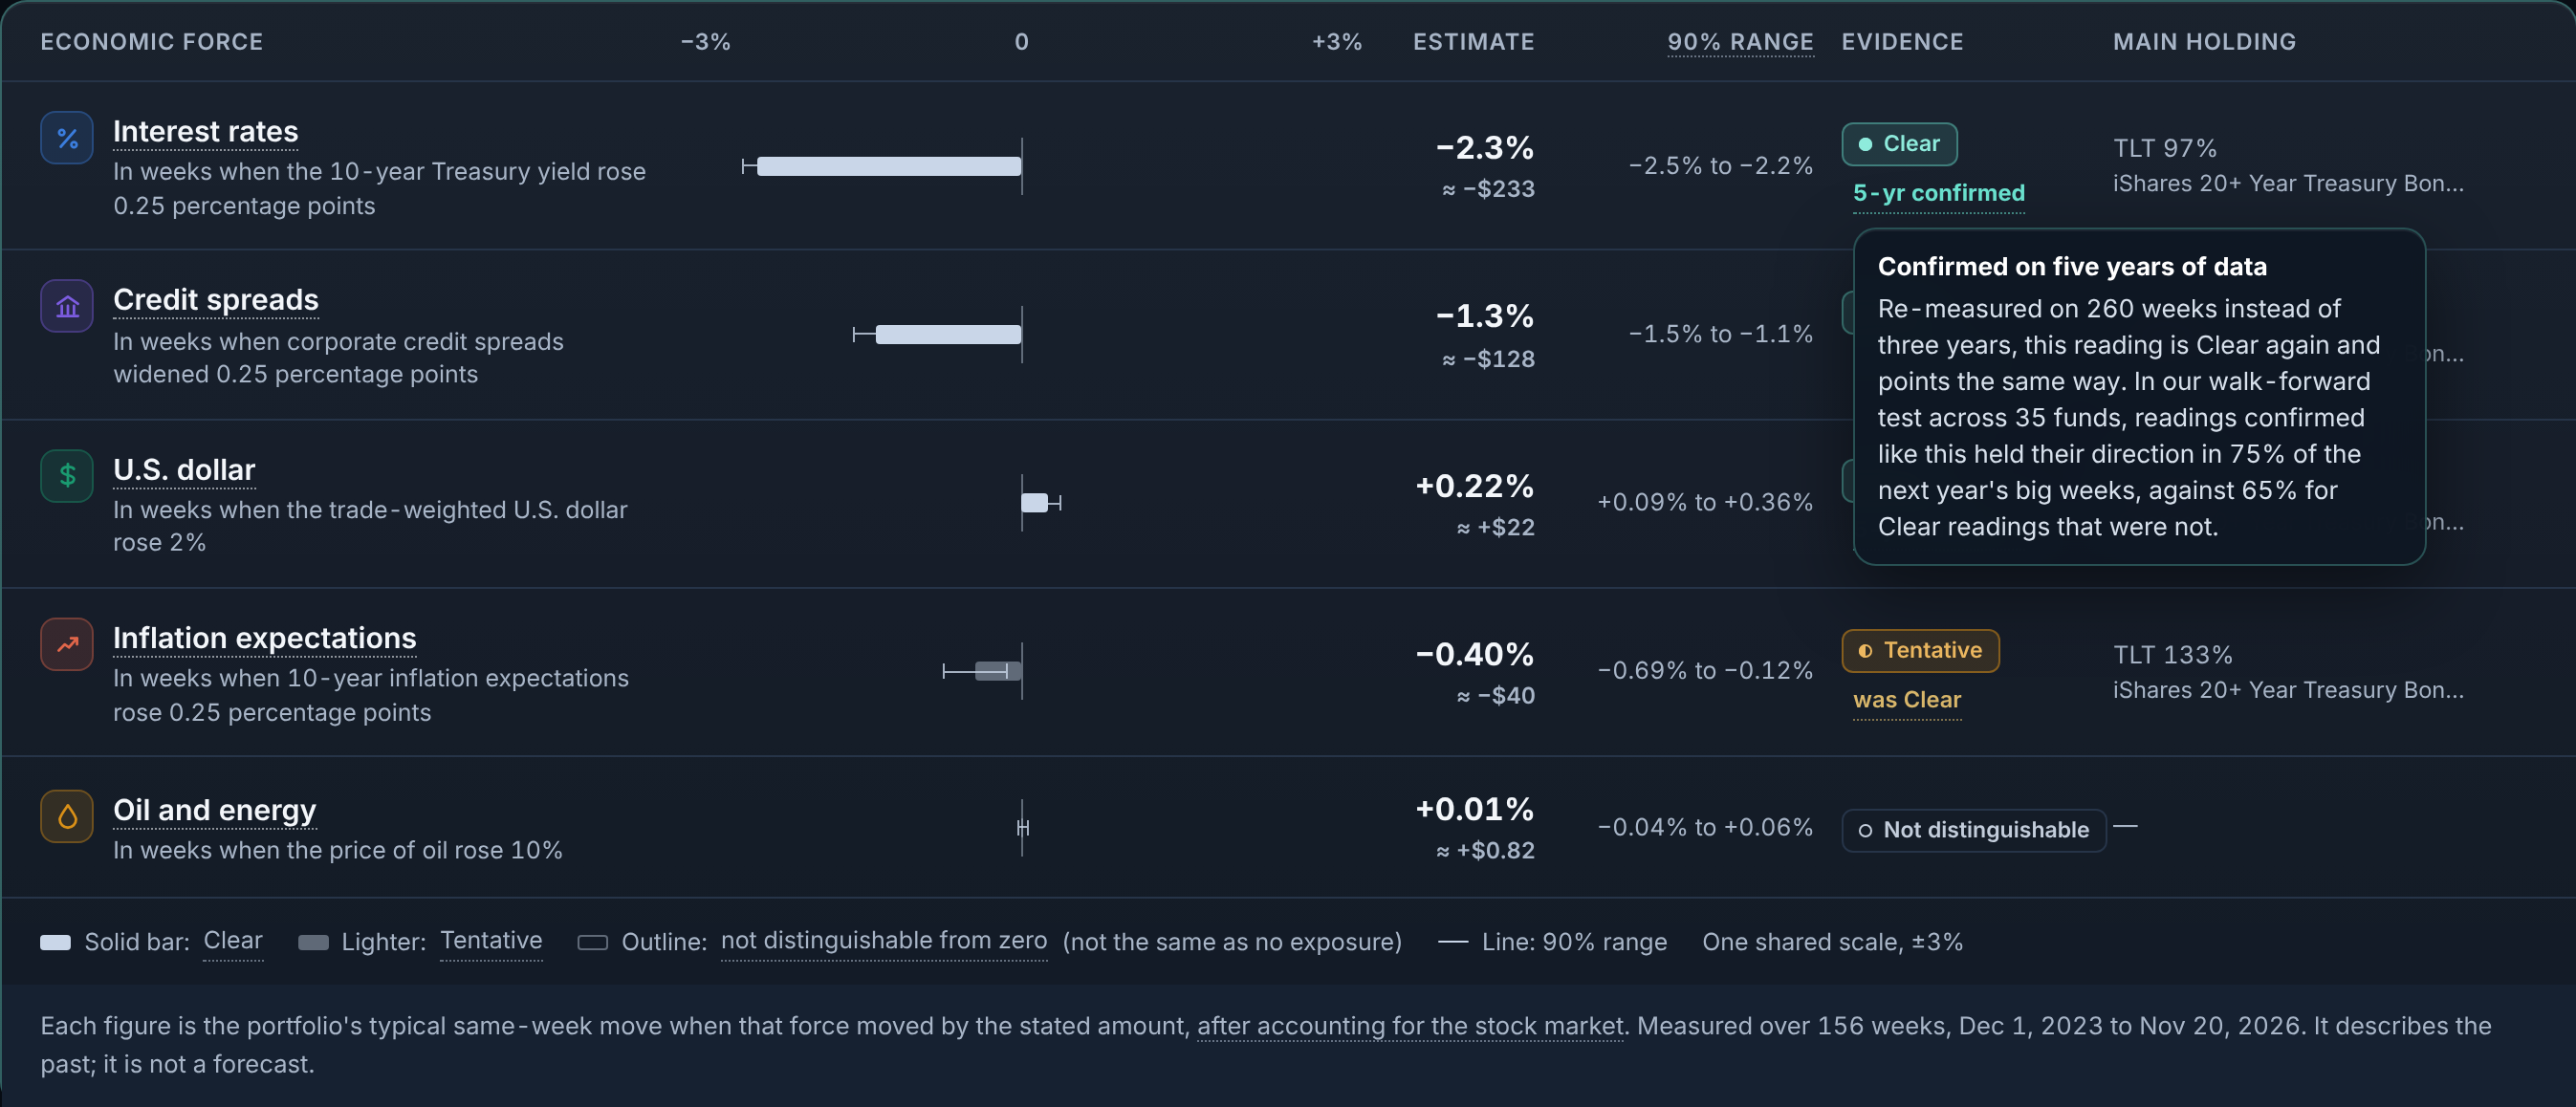 ECONOMIC FORCE −3% 0 +3% ESTIMATE 90% RANGE EVIDENCE MAIN HOLDING
Interest rates
In weeks when the 10-year Treasury yield rose
0.25 percentage points
−2.3%
≈ −$233
−2.5% to −2.2%
Clear
5-yr confirmed
TLT 97%
iShares 20+ Year Treasury Bon...
Confirmed on five years of data
Re-measured on 260 weeks instead of
three years, this reading is Clear again and
points the same way. In our walk-forward
test across 35 funds, readings confirmed
like this held their direction in 75% of the
next year's big weeks, against 65% for
Clear readings that were not.
Credit spreads
In weeks when corporate credit spreads
widened 0.25 percentage points
−1.3%
≈ −$128
−1.5% to −1.1%
on...
U.S. dollar
In weeks when the trade-weighted U.S. dollar
rose 2%
+0.22%
≈ +$22
+0.09% to +0.36%
on...
Inflation expectations
In weeks when 10-year inflation expectations
rose 0.25 percentage points
−0.40%
≈ −$40
−0.69% to −0.12%
Tentative
was Clear
TLT 133%
iShares 20+ Year Treasury Bon...
Oil and energy
In weeks when the price of oil rose 10%
+0.01%
≈ +$0.82
−0.04% to +0.06%
Not distinguishable
—
Solid bar: Clear Lighter: Tentative Outline: not distinguishable from zero (not the same as no exposure) Line: 90% range One shared scale, ±3%
Each figure is the portfolio's typical same-week move when that force moved by the stated amount, after accounting for the stock market. Measured over 156 weeks, Dec 1, 2023 to Nov 20, 2026. It describes the
past; it is not a forecast.